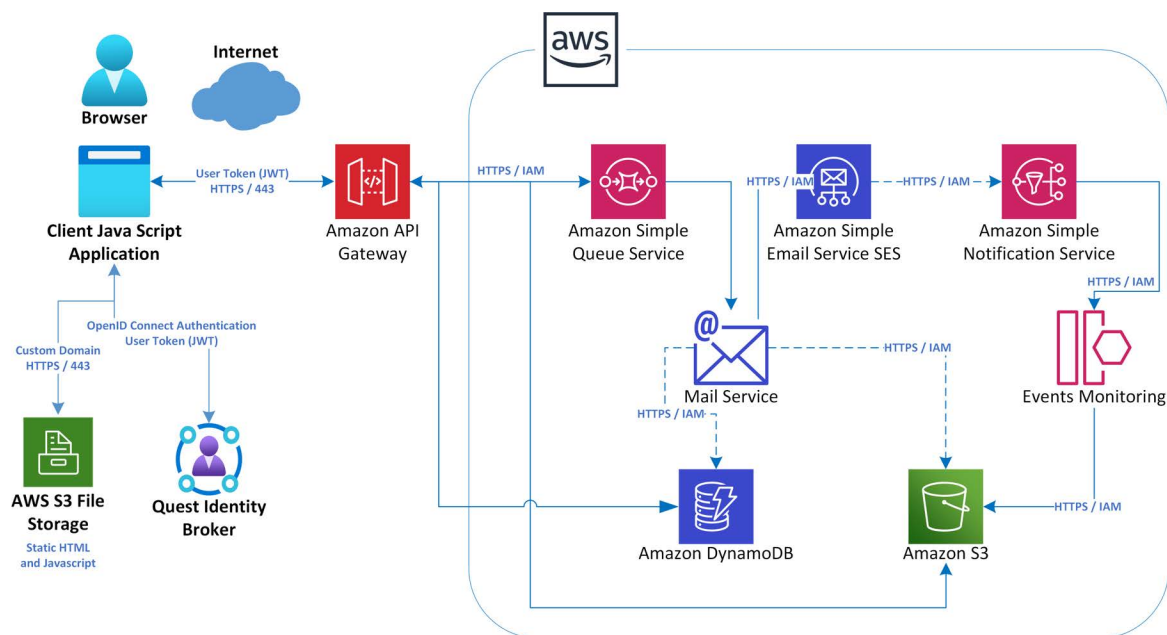 aws
Internet
Browser
User Token (JWT)
HTTPS / 443
HTTPS / IAM
HTTPS / IAM
HTTPS / IAM
Client Java Script
Application
Amazon API
Gateway
Amazon Simple
Queue Service
Amazon Simple
Email Service SES
Amazon Simple
Notification Service
HTTPS / IAM
OpenID Connect Authentication
User Token (JWT)
Custom Domain
HTTPS / 443
@
HTTPS / IAM
Mail Service
Events Monitoring
HTTPS / IAM
AWS S3 File
Storage
Static HTML
and Javascript
Quest Identity
Broker
HTTPS / IAM
Amazon DynamoDB
Amazon S3